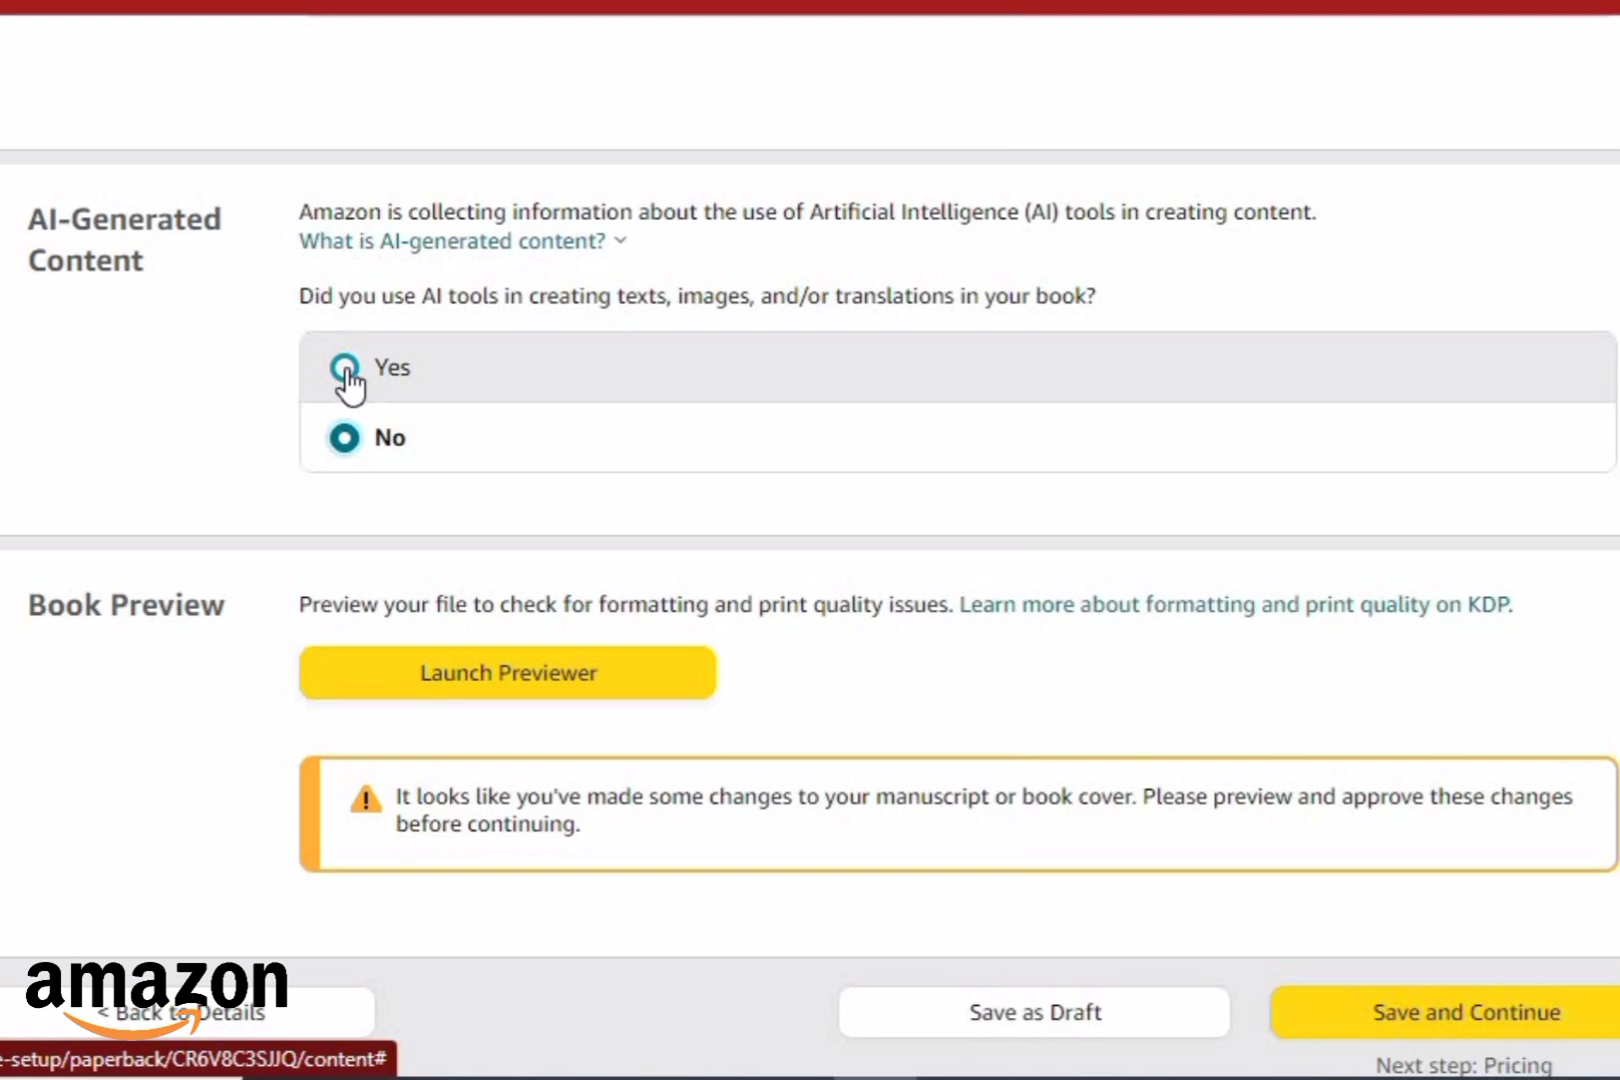 AI-Generated
Content
Amazon is collecting information about the use of Artificial Intelligence (AI) tools in creating content.
What is AI-generated content?
Did you use AI tools in creating texts, images, and/or translations in your book?
Yes
No
Book Preview
Preview your file to check for formatting and print quality issues. Learn more about formatting and print quality on KDP.
Launch Previewer
It looks like you've made some changes to your manuscript or book cover. Please preview and approve these changes
before continuing.
amazon
< Back to Details
Save as Draft
Save and Continue
e-setup/paperback/CR6V8C3SJJQ/content#
Next step: Pricing